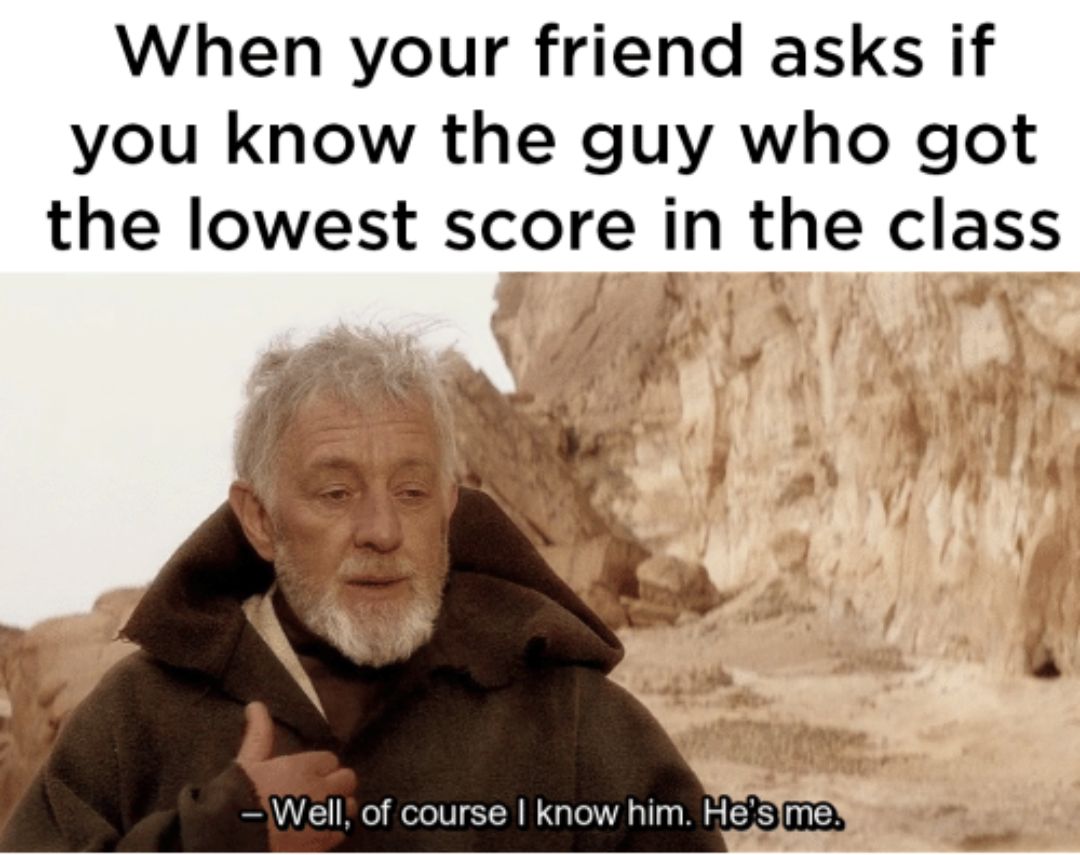 When your friend asks if
you know the guy who got
the lowest score in the class
– Well, of course I know him. He's me.